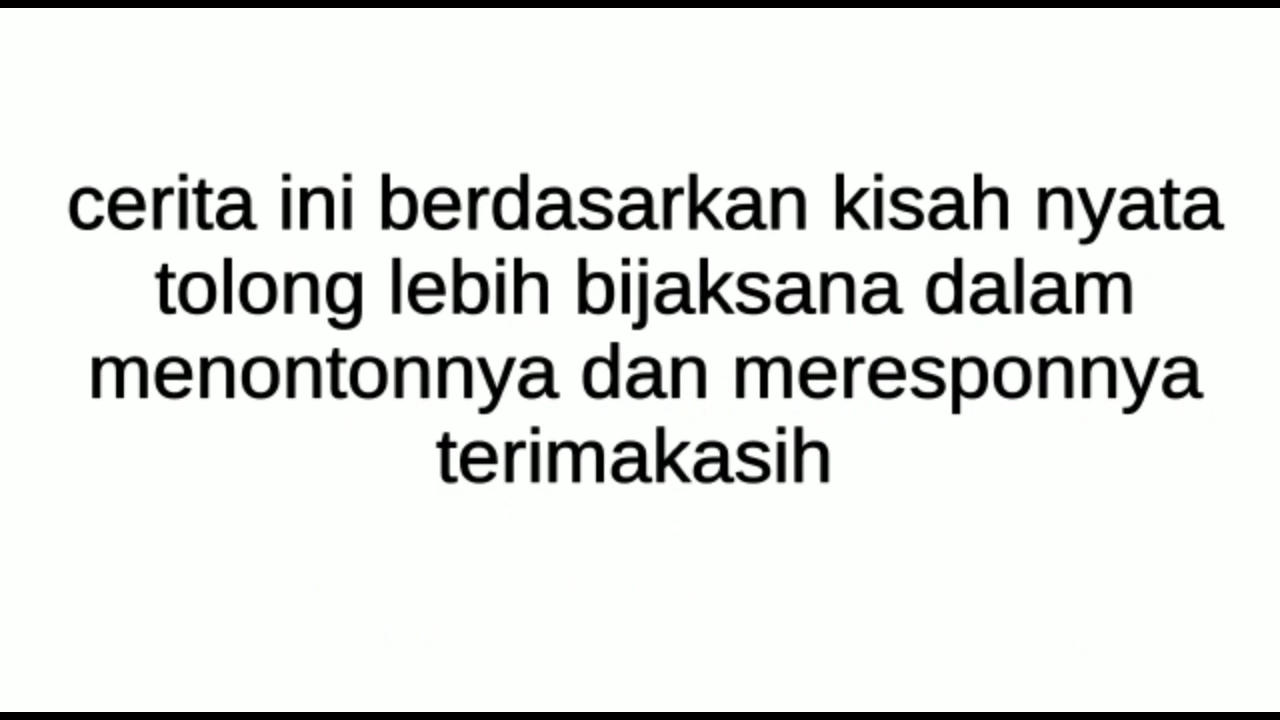 cerita ini berdasarkan kisah nyata
tolong lebih bijaksana dalam
menontonnya dan meresponnya
terimakasih